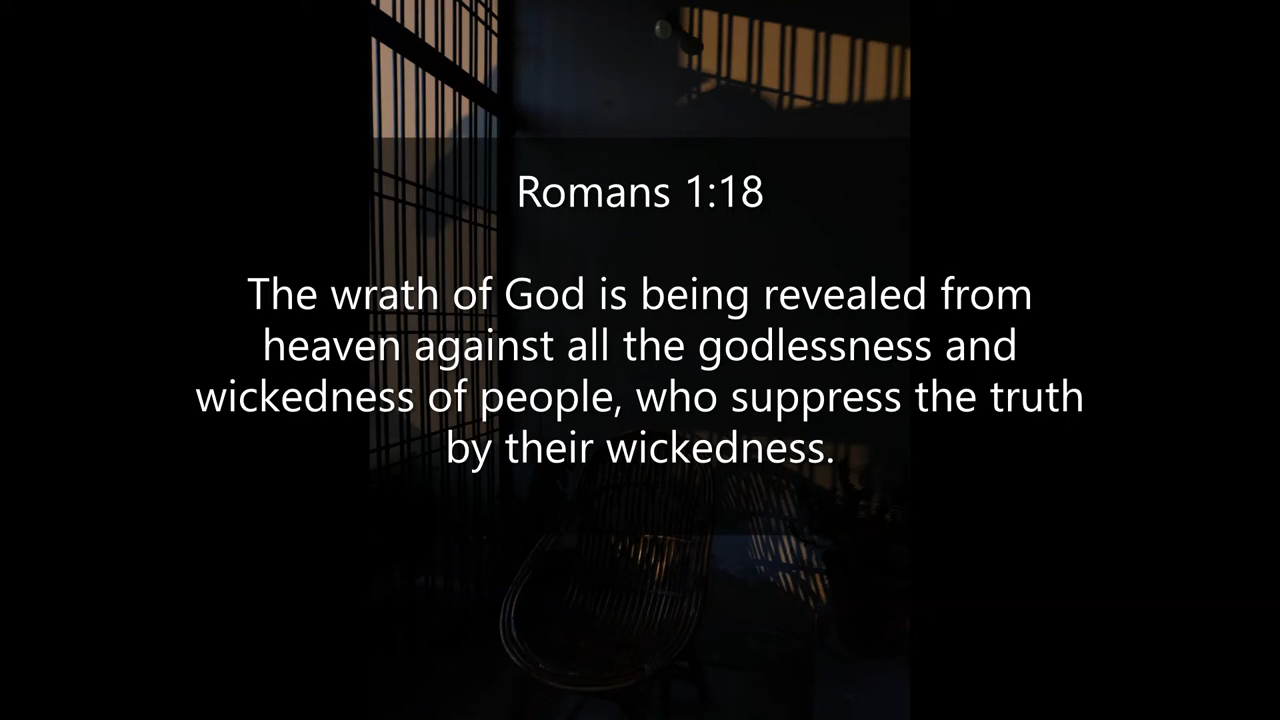 Romans 1:18
The wrath of God is being revealed from
heaven against all the godlessness and
wickedness of people, who suppress the truth
by their wickedness.